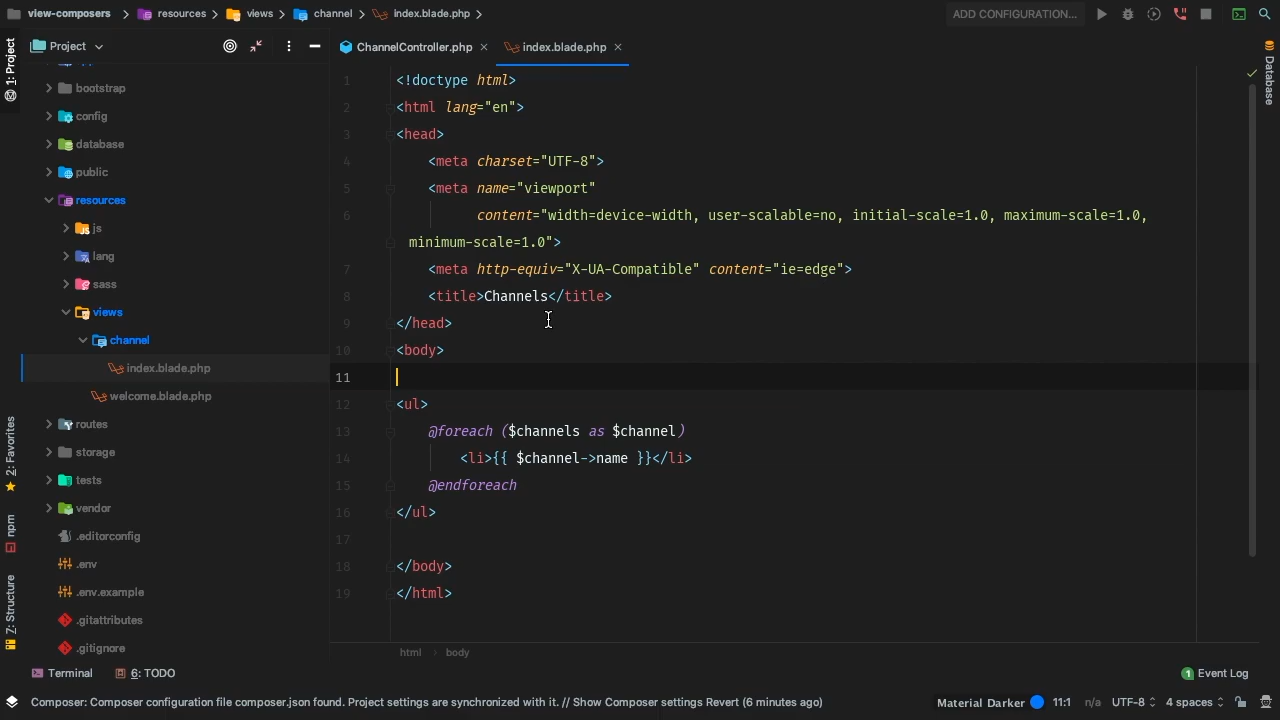 view-composers
resources
views
channel
index.blade.php
ADD CONFIGURATION...
1: Project
Project
ChannelController.php
index.blade.php
Database
bootstrap
config
database
public
resources
js
lang
sass
views
channel
index.blade.php
welcome.blade.php
routes
storage
tests
vendor
.editorconfig
.env
.env.example
.gitattributes
.gitignore
2: Favorites
npm
7: Structure
1 <!doctype html>
2 <html lang="en">
3 <head>
4 <meta charset="UTF-8">
5 <meta name="viewport"
6 content="width=device-width, user-scalable=no, initial-scale=1.0, maximum-scale=1.0,
minimum-scale=1.0">
7 <meta http-equiv="X-UA-Compatible" content="ie=edge">
8 <title>Channels</title>
9 </head>
10 <body>
11
12 <ul>
13 @foreach ($channels as $channel)
14 <li>{{ $channel->name }}</li>
15 @endforeach
16 </ul>
17
18 </body>
19 </html>
html
body
Terminal
6: TODO
1 Event Log
Composer: Composer configuration file composer.json found. Project settings are synchronized with it. // Show Composer settings Revert (6 minutes ago)
Material Darker
11:1
n/a
UTF-8
4 spaces